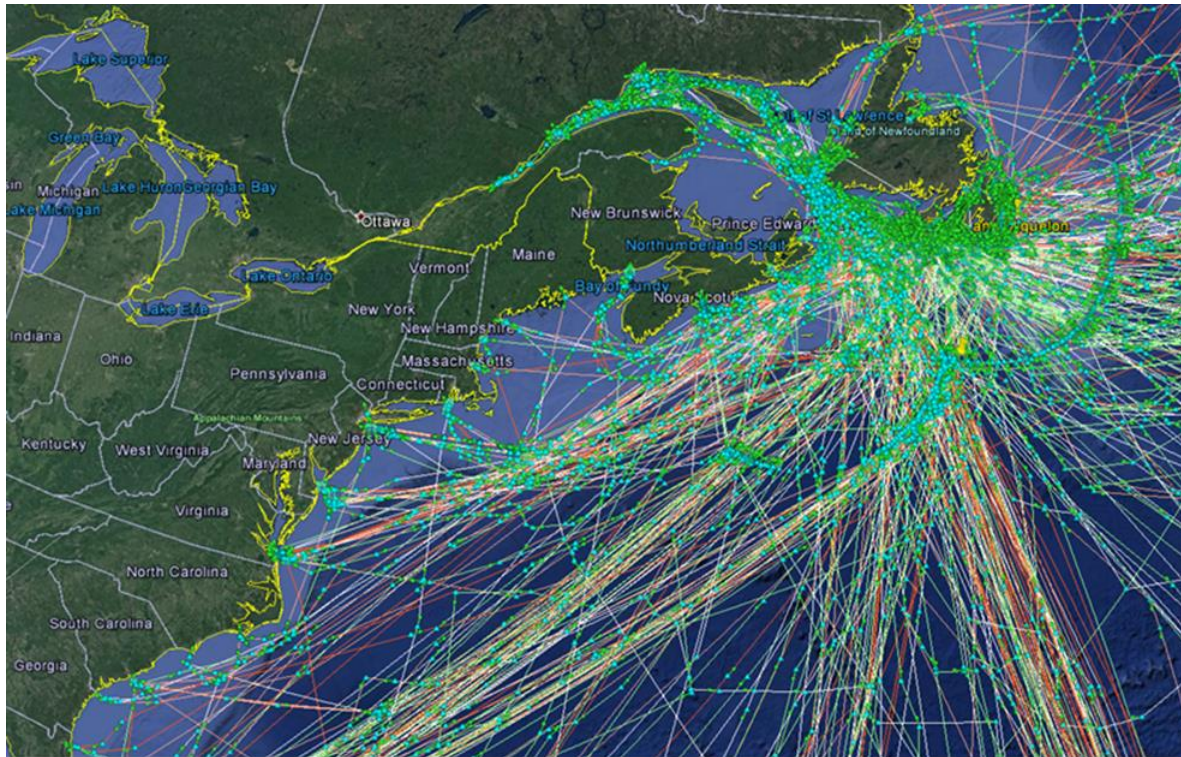 Lake Superior
Green Bay
Michigan
Lake Huron
Georgian Bay
Lake Michigan
Ottawa
Lake Ontario
Lake Erie
Indiana
Ohio
Kentucky
West Virginia
Pennsylvania
Appalachian Mountains
New York
Vermont
New Hampshire
Massachusetts
Connecticut
New Jersey
Maryland
Virginia
North Carolina
South Carolina
Georgia
Maine
New Brunswick
Prince Edward
Northumberland Strait
Bay of Fundy
Nova Scoti
of St Lawrence
land of Newfoundland